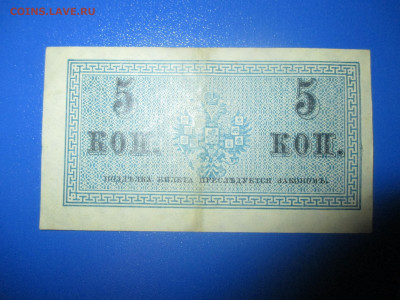 COINS.LAVE.RU
5 5
КОП. КОП.
ПОДДѢЛКА БИЛЕТА ПРЕСЛѢДУЕТСЯ ЗАКОНОМЪ.